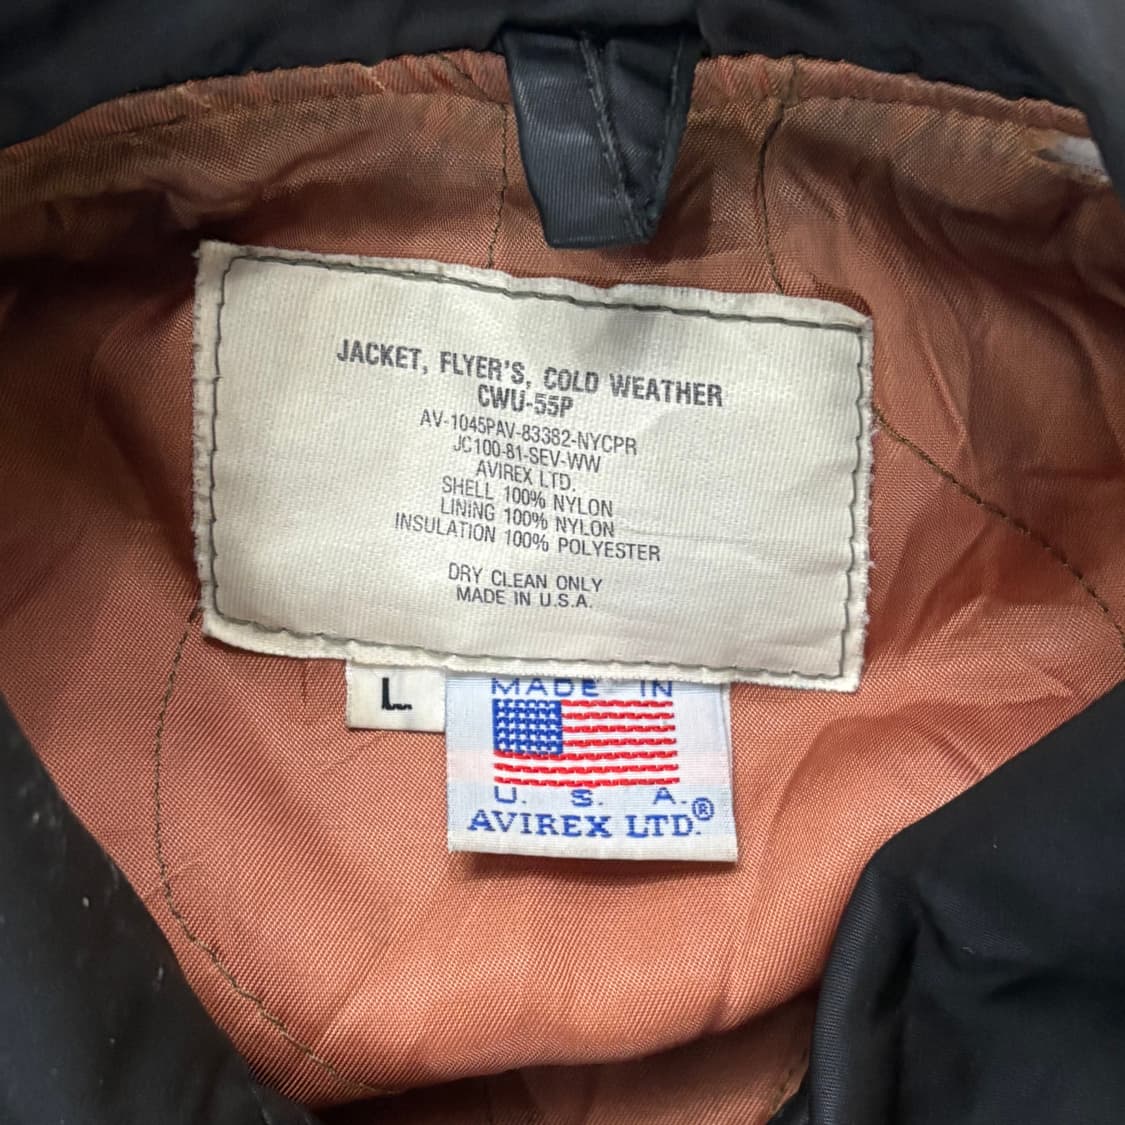 JACKET, FLYER'S, COLD WEATHER
CWU-55P
AV-1045PAV-83382-NYCPR
JC100-81-SEV-WW
AVIREX LTD.
SHELL 100% NYLON
LINING 100% NYLON
INSULATION 100% POLYESTER
DRY CLEAN ONLY
MADE IN U.S.A.
L
MADE IN
U. S. A.
AVIREX LTD.®